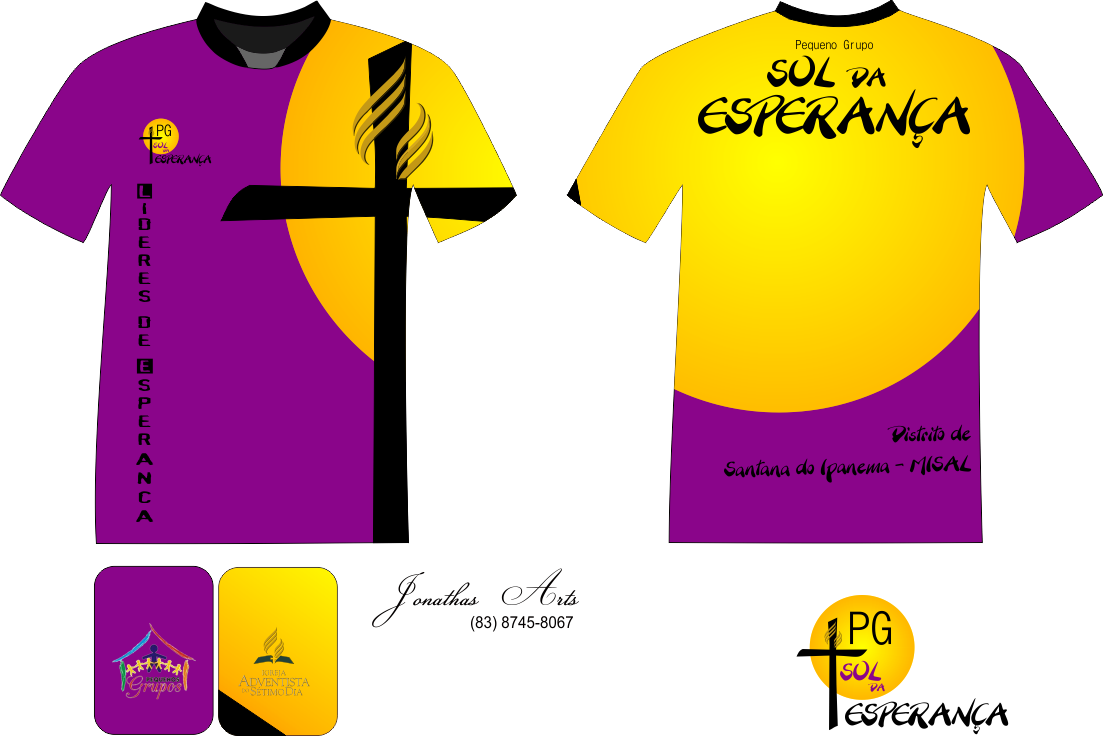 PG
SOL
DA
ESPERANÇA
LIDERES DE ESPERANCA
Pequeno Grupo
SOL DA
ESPERANÇA
Distrito de
Santana do Ipanema - MISAL
Grupos
IGREJA
ADVENTISTA
DO SÉTIMO DIA
Jonathas Arts
(83) 8745-8067
PG
SOL
DA
ESPERANÇA